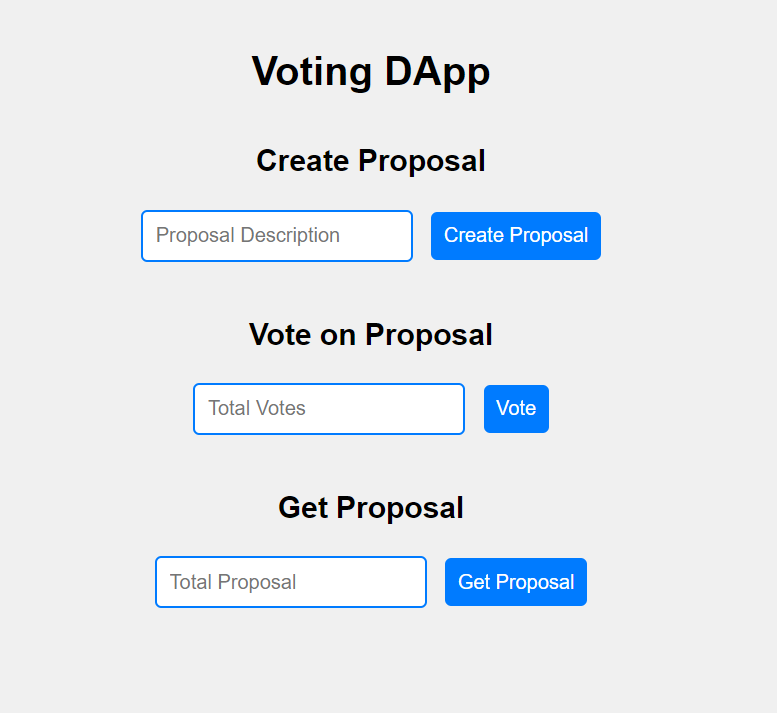 Voting DApp
Create Proposal
Proposal Description Create Proposal
Vote on Proposal
Total Votes Vote
Get Proposal
Total Proposal Get Proposal